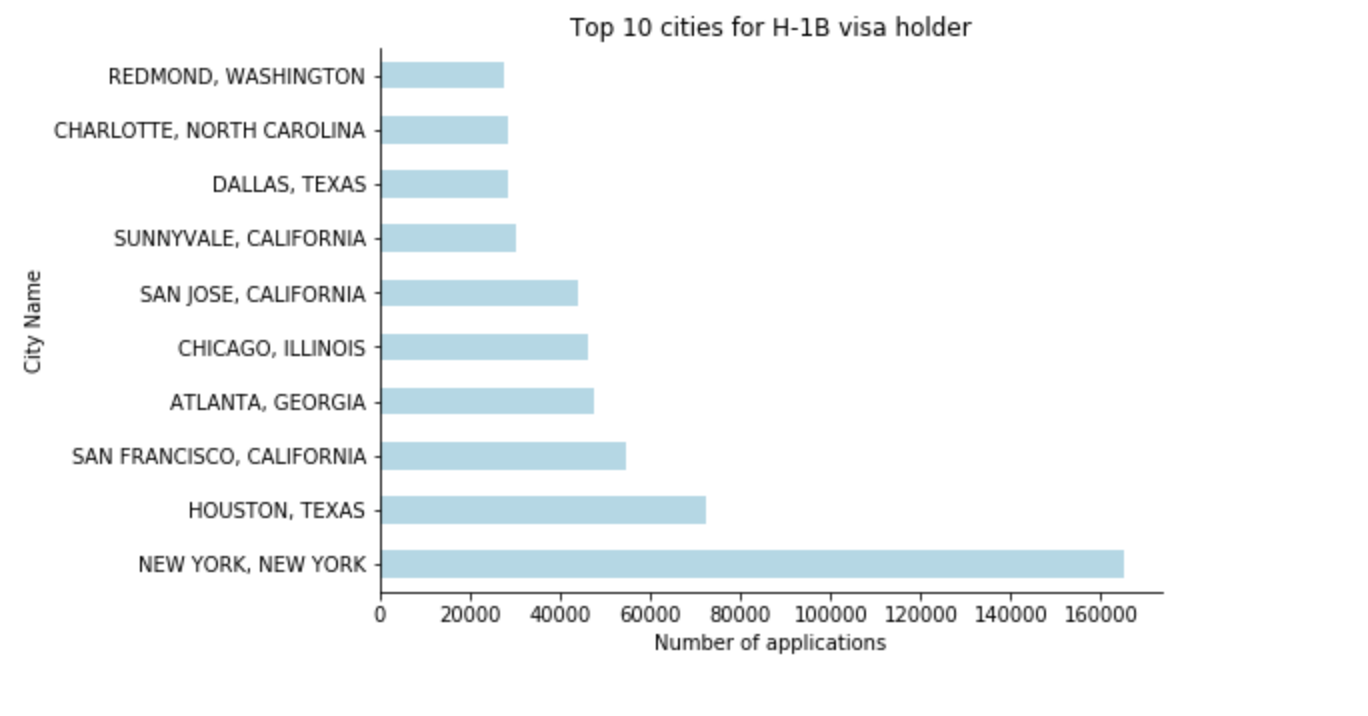 Top 10 cities for H-1B visa holder
REDMOND, WASHINGTON
CHARLOTTE, NORTH CAROLINA
DALLAS, TEXAS
SUNNYVALE, CALIFORNIA
SAN JOSE, CALIFORNIA
CHICAGO, ILLINOIS
ATLANTA, GEORGIA
SAN FRANCISCO, CALIFORNIA
HOUSTON, TEXAS
NEW YORK, NEW YORK
City Name
0 20000 40000 60000 80000 100000 120000 140000 160000
Number of applications